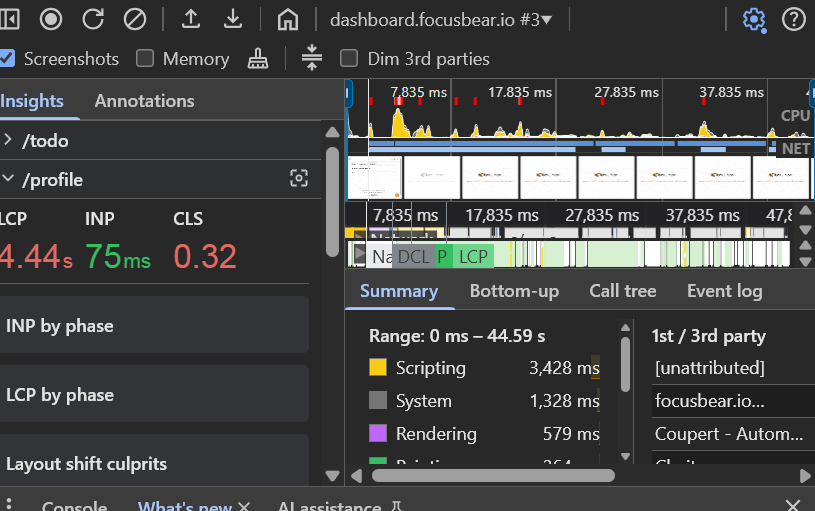 dashboard.focusbear.io #3▾
Screenshots
Memory
Dim 3rd parties
Insights
Annotations
/todo
/profile
LCP
INP
CLS
4.44s
75ms
0.32
INP by phase
LCP by phase
Layout shift culprits
7,835 ms
17.835 ms
27.835 ms
37.835 ms
CPU
NET
7,835 ms
17,835 ms
27,835 ms
37,835 ms
47,8
Na
DCL
P
LCP
Summary
Bottom-up
Call tree
Event log
Range: 0 ms – 44.59 s
Scripting 3,428 ms
System 1,328 ms
Rendering 579 ms
1st / 3rd party
[unattributed]
focusbear.io...
Coupert - Autom...
Console
What's new
AI assistance